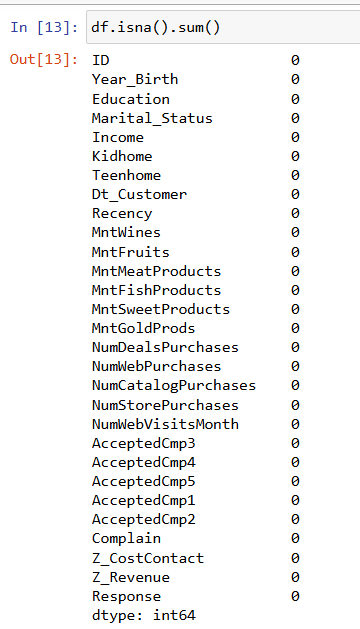 In [13]: df.isna().sum()
Out[13]: ID 0
Year_Birth 0
Education 0
Marital_Status 0
Income 0
Kidhome 0
Teenhome 0
Dt_Customer 0
Recency 0
MntWines 0
MntFruits 0
MntMeatProducts 0
MntFishProducts 0
MntSweetProducts 0
MntGoldProds 0
NumDealsPurchases 0
NumWebPurchases 0
NumCatalogPurchases 0
NumStorePurchases 0
NumWebVisitsMonth 0
AcceptedCmp3 0
AcceptedCmp4 0
AcceptedCmp5 0
AcceptedCmp1 0
AcceptedCmp2 0
Complain 0
Z_CostContact 0
Z_Revenue 0
Response 0
dtype: int64